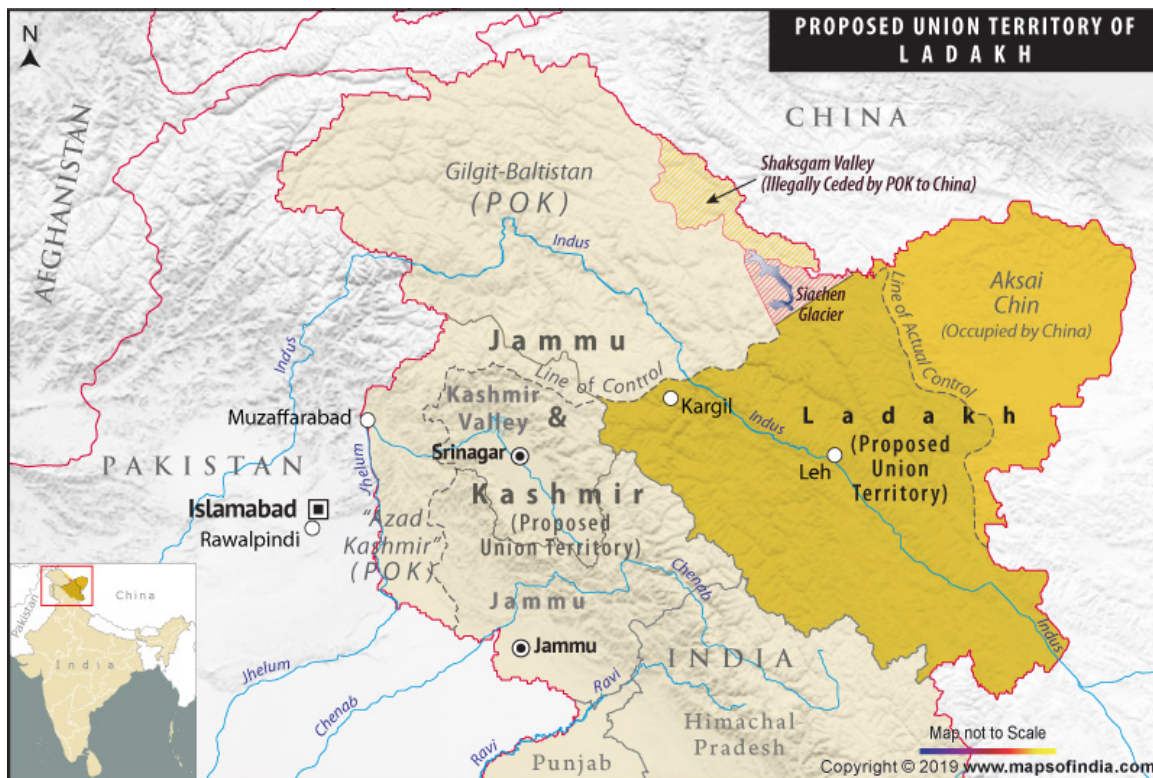 PROPOSED UNION TERRITORY OF
LADAKH
N
CHINA
AFGHANISTAN
Shaksgam Valley
(Illegally Ceded by POK to China)
Gilgit-Baltistan
(POK)
Indus
Indus
Siachen
Glacier
Line of Actual Control
Aksai
Chin
(Occupied by China)
Jammu
Line of Control
Kashmir
Valley
&
Kargil
Muzaffarabad
Srinagar
Indus
Ladakh
(Proposed
Union
Territory)
Leh
PAKISTAN
Jhelum
Kashmir
(Proposed
Union Territory)
Islamabad
Rawalpindi
"Azad
Kashmir"
(POK)
Chenab
Jammu
Jammu
INDIA
Indus
Jhelum
Chenab
Ravi
Ravi
Himachal-
Pradesh
Punjab
China
Pakistan
India
Map not to Scale
Copyright © 2019 www.mapsofindia.com